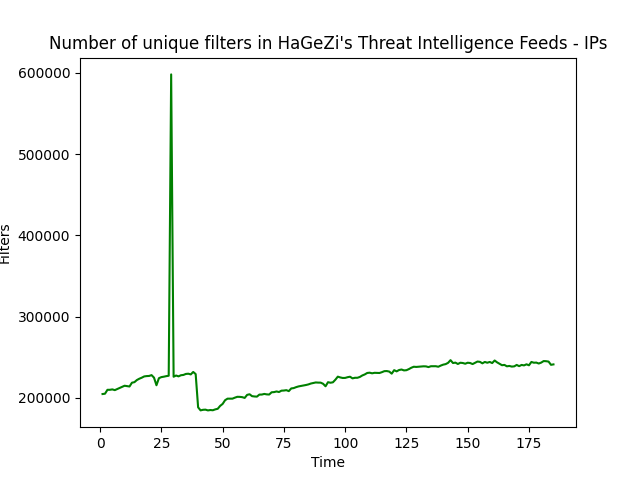 Number of unique filters in HaGeZi's Threat Intelligence Feeds - IPs
600000
500000
400000
300000
200000
Filters
0 25 50 75 100 125 150 175
Time